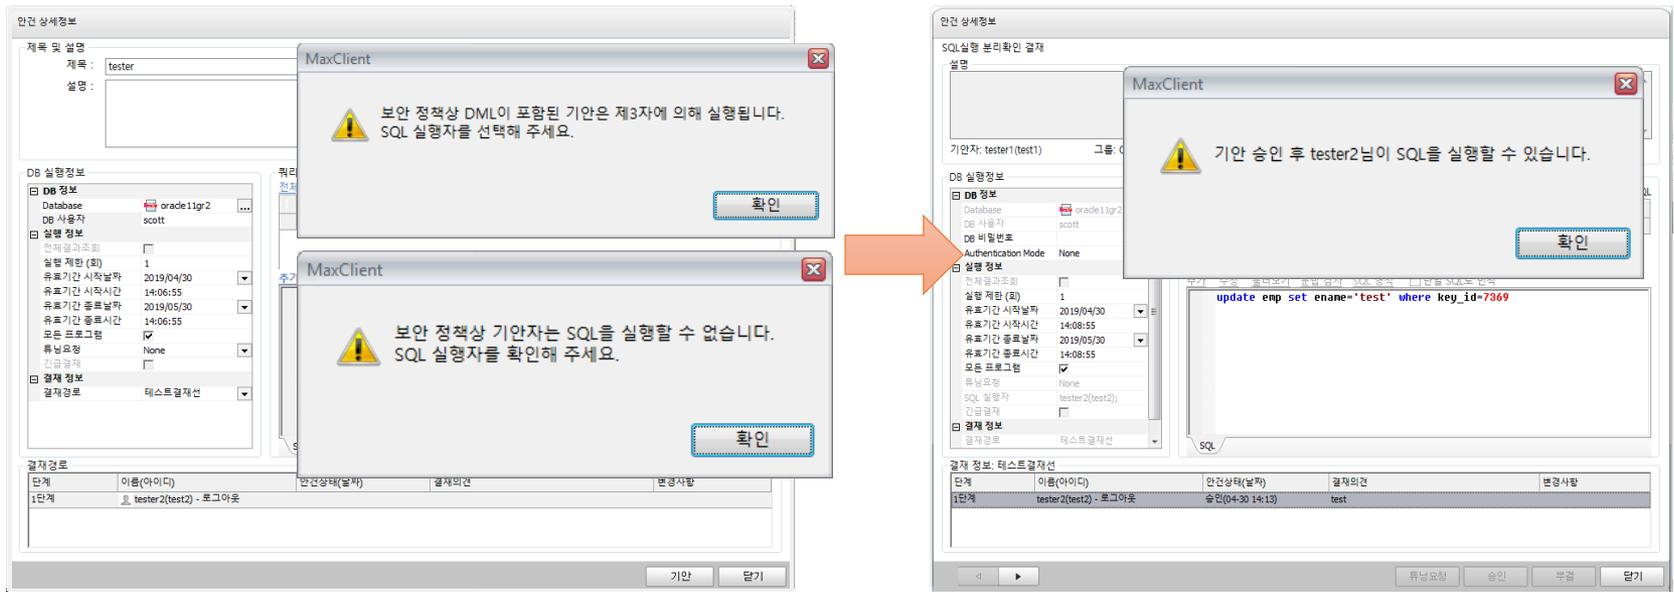 안건 상세정보
제목 및 설명
제목 : tester
설명 :
MaxClient
보안 정책상 DML이 포함된 기안은 제3자에 의해 실행됩니다.
SQL 실행자를 선택해 주세요.
확인
MaxClient
보안 정책상 기안자는 SQL을 실행할 수 없습니다.
SQL 실행자를 확인해 주세요.
확인
DB 실행정보
쿼리
전체
추가
DB 정보
Database oracle11gr2 ...
DB 사용자 scott
실행 정보
전체결과조회
실행 제한 (회) 1
유효기간 시작날짜 2019/04/30
유효기간 시작시간 14:06:55
유효기간 종료날짜 2019/05/30
유효기간 종료시간 14:06:55
모든 프로그램
튜닝요청 None
긴급결재
결재 정보
결재경로 테스트결재선
S
결재경로
단계 이름(아이디) 안건상태(날짜) 결재의견 변경사항
1단계 tester2(test2) - 로그아웃
기안 닫기
안건 상세정보
SQL실행 분리확인 결재
설명
기안자: tester1(test1) 그룹:
MaxClient
기안 승인 후 tester2님이 SQL을 실행할 수 있습니다.
확인
DB 실행정보
DB 정보
Database oracle11gr2
DB 사용자 scott
DB 비밀번호
Authentication Mode None
실행 정보
전체결과조회
실행 제한 (회) 1
유효기간 시작날짜 2019/04/30
유효기간 시작시간 14:08:55
유효기간 종료날짜 2019/05/30
유효기간 종료시간 14:08:55
모든 프로그램
튜닝요청 None
SQL 실행자 tester2(test2);
긴급결재
결재 정보
결재경로 테스트결재선
update emp set ename='test' where key_id=7369
SQL
결재 정보: 테스트결재선
단계 이름(아이디) 안건상태(날짜) 결재의견 변경사항
1단계 tester2(test2) - 로그아웃 승인(04-30 14:13) test
튜닝요청 승인 부결 닫기